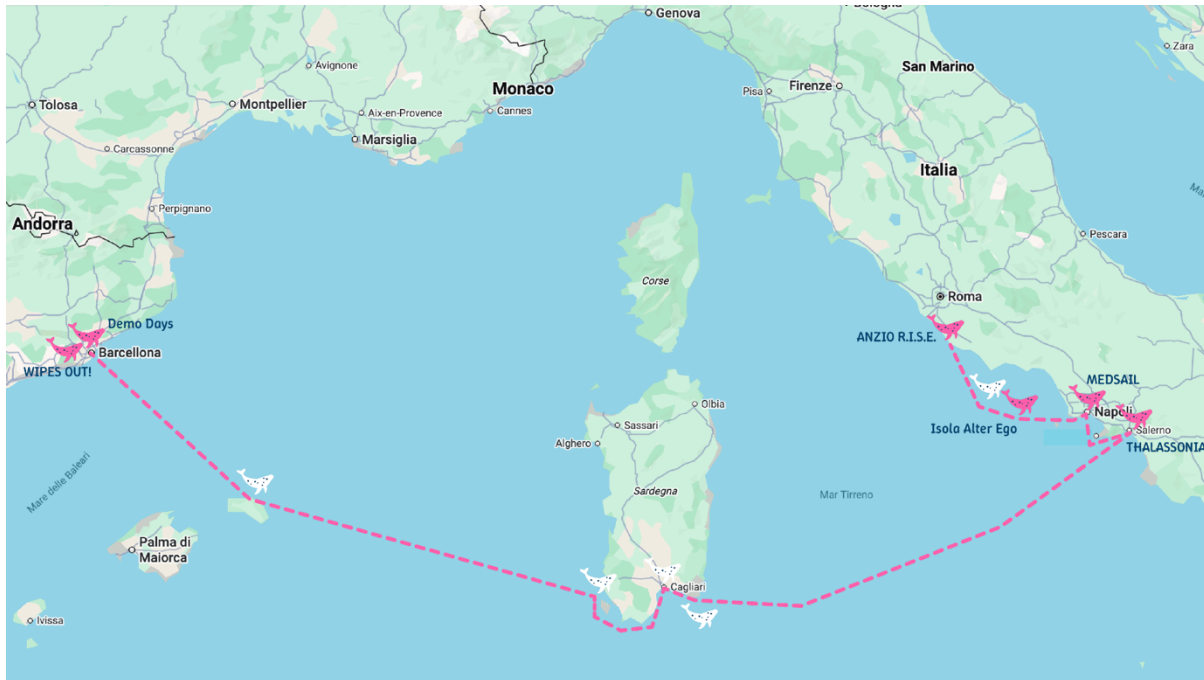 Genova
Bologna
Zara
San Marino
Avignone
Monaco
Pisa
Firenze
Tolosa
Montpellier
Aix-en-Provence
Cannes
Carcassonne
Marsiglia
Italia
Perpignano
Andorra
Pescara
Corse
Roma
Demo Days
ANZIO R.I.S.E.
Barcellona
WIPES OUT!
MEDSAIL
Olbia
Napoli
Sassari
Isola Alter Ego
Salerno
Alghero
THALASSONIA
Mare delle Baleari
Sardegna
Mar Tirreno
Palma di
Maiorca
Cagliari
Ivissa